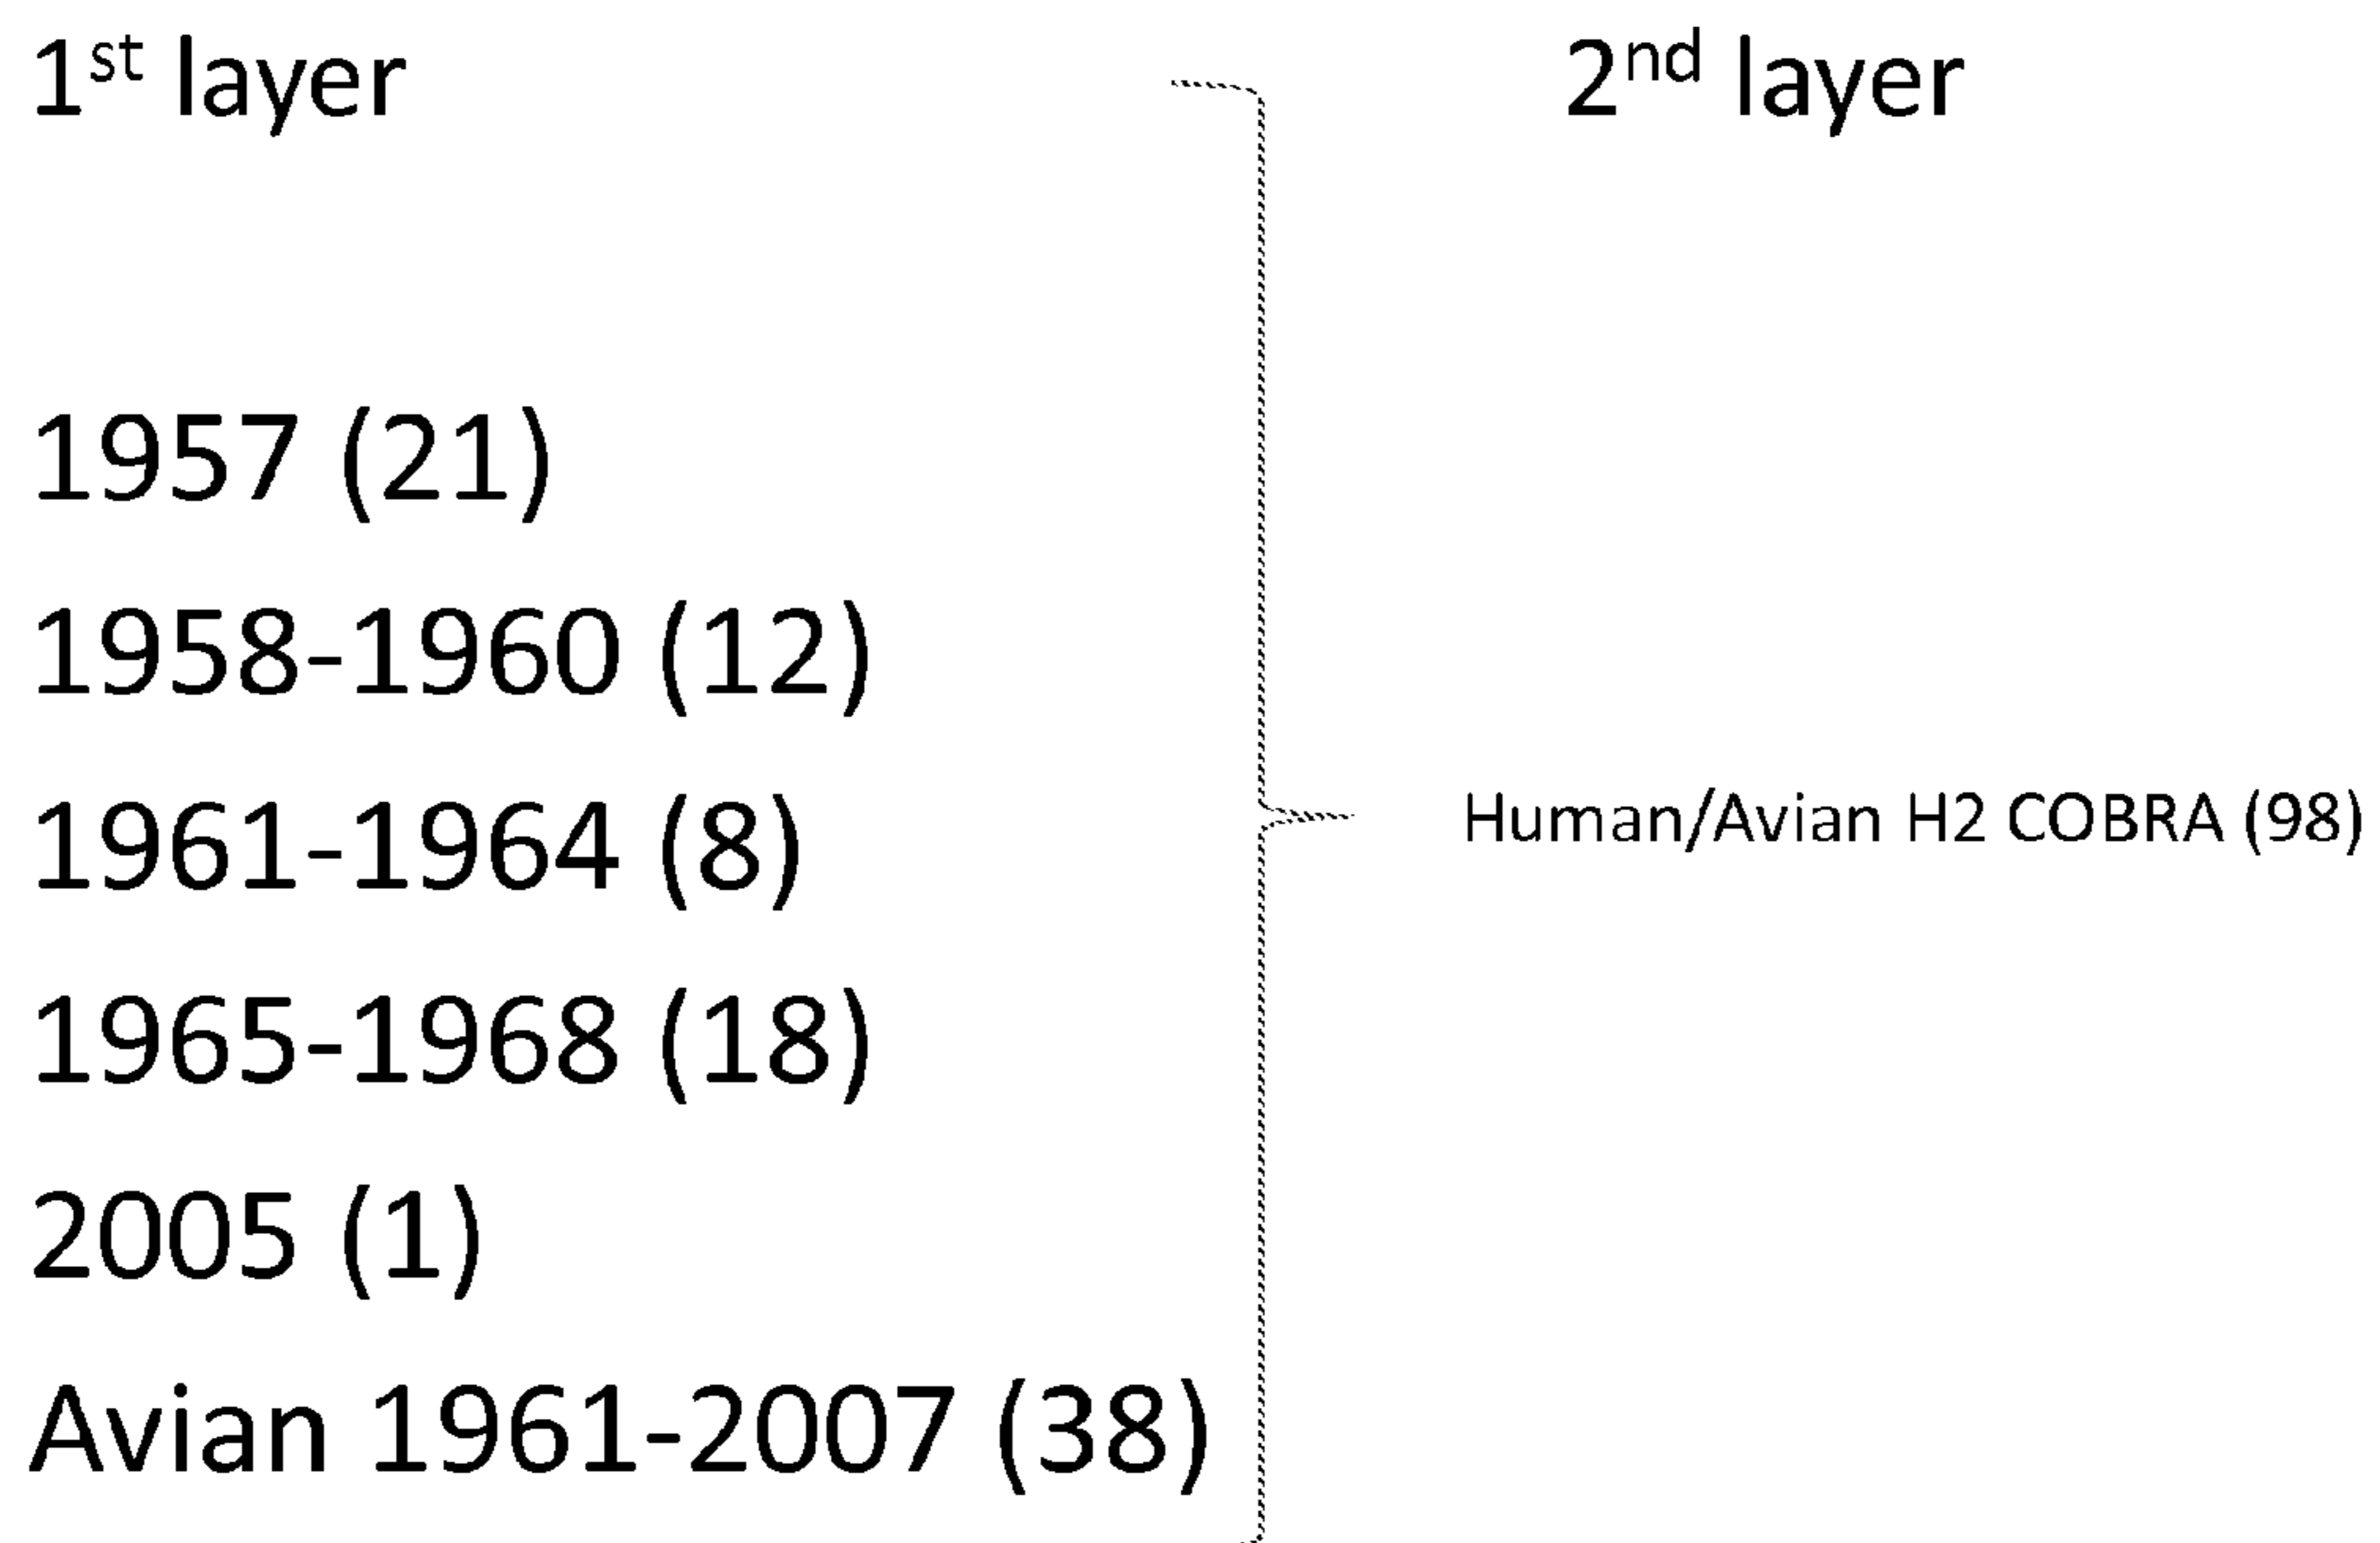 1st layer
2nd layer
1957 (21)
1958-1960 (12)
1961-1964 (8)
Human/Avian H2 COBRA (98)
1965-1968 (18)
2005 (1)
Avian 1961-2007 (38)